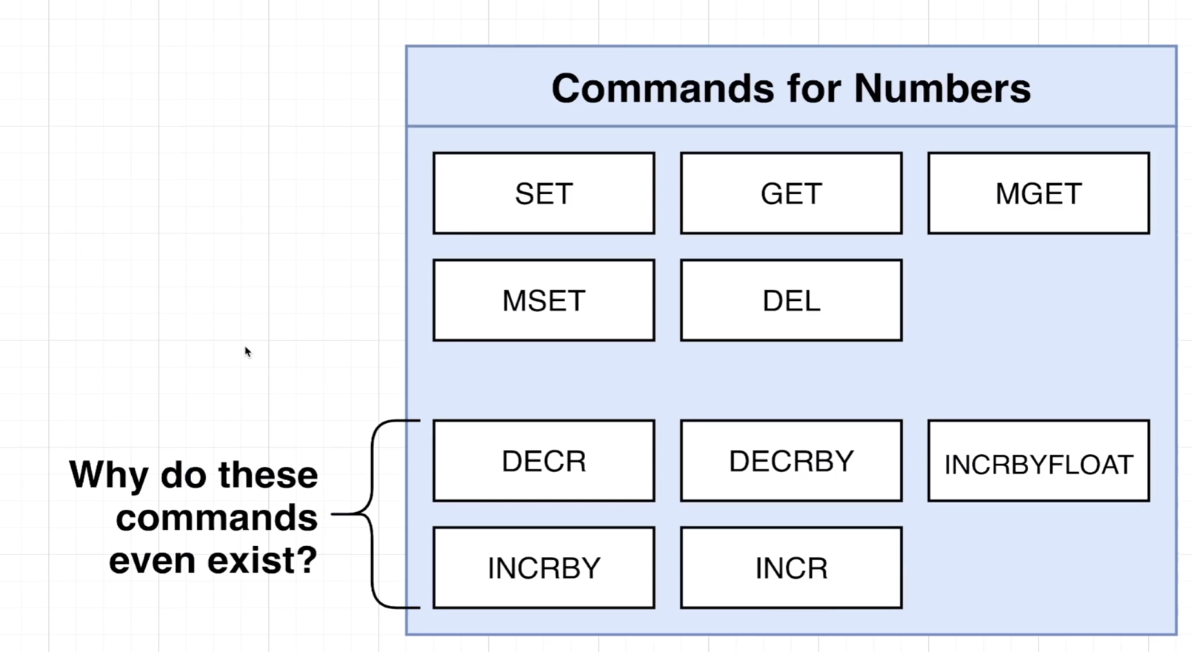 Commands for Numbers
SET
GET
MGET
MSET
DEL
Why do these
commands
even exist?
DECR
DECRBY
INCRBYFLOAT
INCRBY
INCR